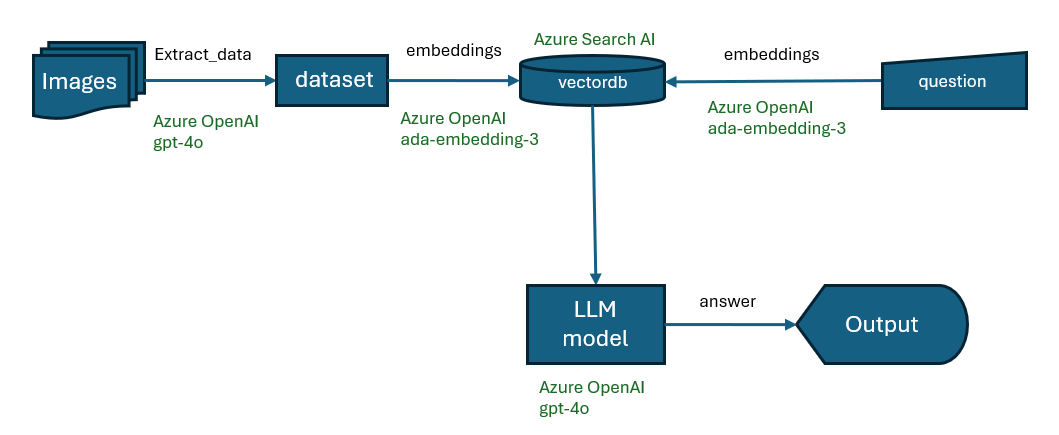 Images
Extract_data
Azure OpenAI
gpt-4o
dataset
embeddings
Azure OpenAI
ada-embedding-3
Azure Search AI
vectordb
embeddings
Azure OpenAI
ada-embedding-3
question
LLM
model
Azure OpenAI
gpt-4o
answer
Output